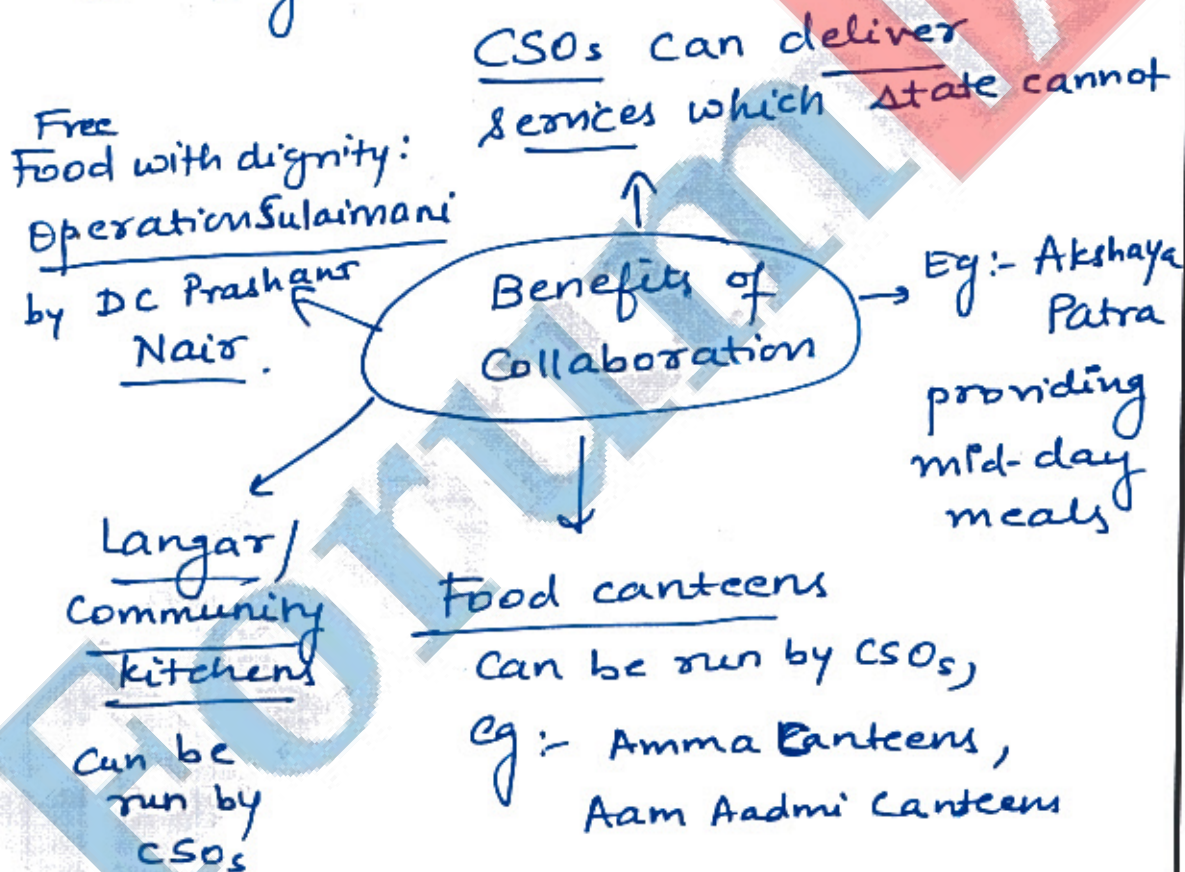 CSOs can deliver
services which state cannot
Free
Food with dignity:
Operation Sulaimani
by DC Prashant
Nair.
Benefits of
Collaboration
Eg:- Akshaya
Patra
providing
mid-day
meals
Langar/
Community
kitchens
Can be
run by
CSOs
Food canteens
Can be run by CSOs,
eg:- Amma Canteens,
Aam Aadmi Canteens
Forum